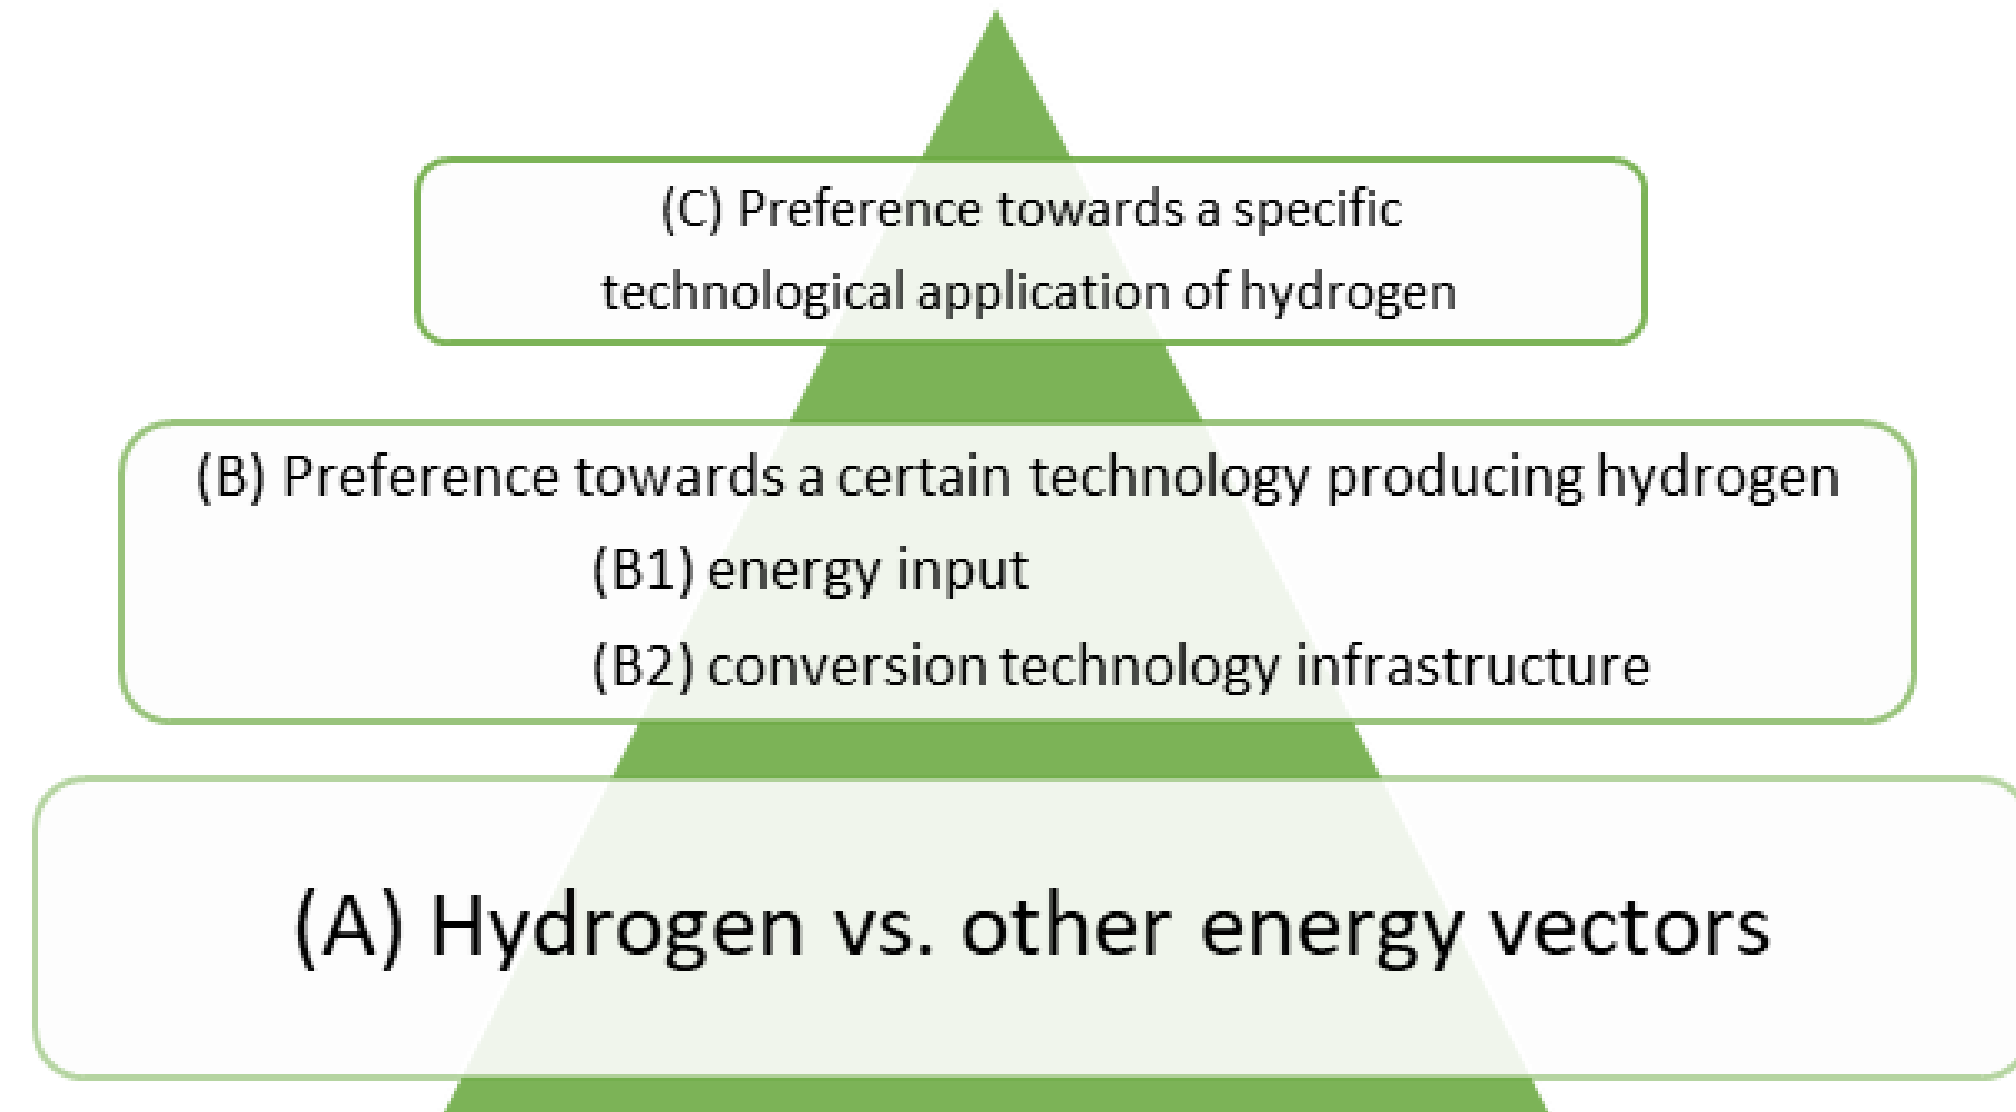 (C) Preference towards a specific
technological application of hydrogen
(B) Preference towards a certain technology producing hydrogen
(B1) energy input
(B2) conversion technology infrastructure
(A) Hydrogen vs. other energy vectors